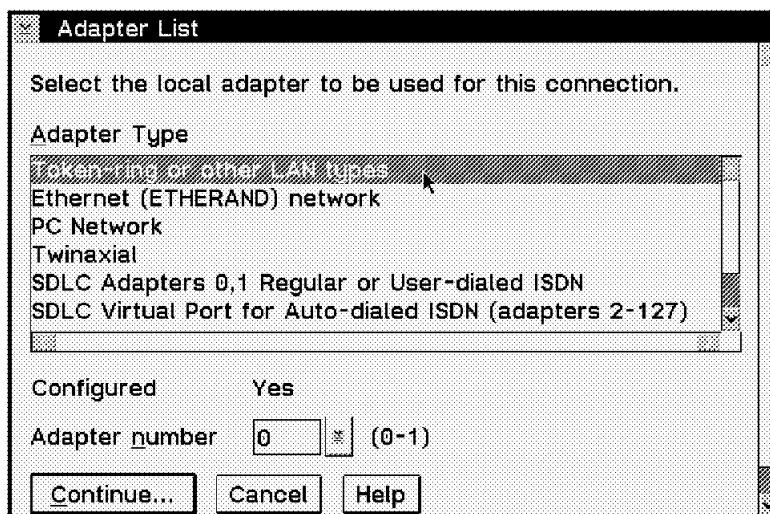 Adapter List
Select the local adapter to be used for this connection.
Adapter Type
Token-ring or other LAN types
Ethernet (ETHERAND) network
PC Network
Twinaxial
SDLC Adapters 0,1 Regular or User-dialed ISDN
SDLC Virtual Port for Auto-dialed ISDN (adapters 2-127)
Configured Yes
Adapter number 0 (0-1)
Continue... Cancel Help